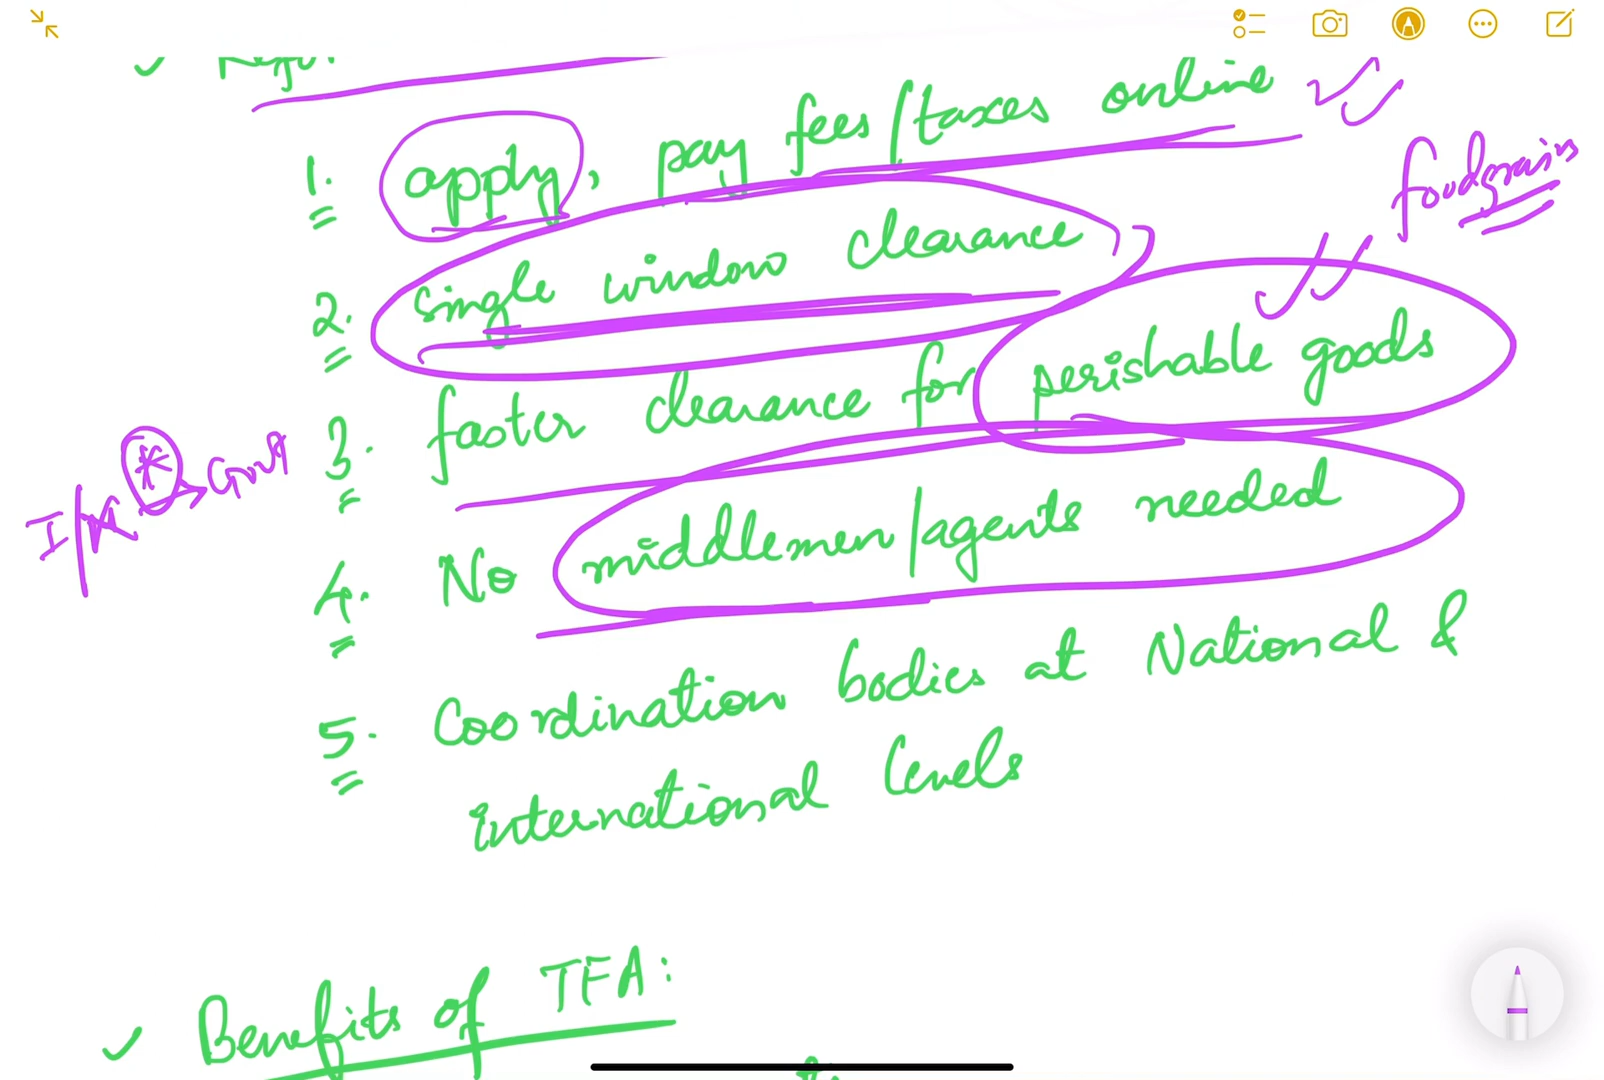 1. apply, pay fees/taxes online
foodgrains
2. single window clearance
3. faster clearance for perishable goods
Govt
4. No middlemen/agents needed
5. Coordination bodies at National &
International levels
Benefits of TFA: